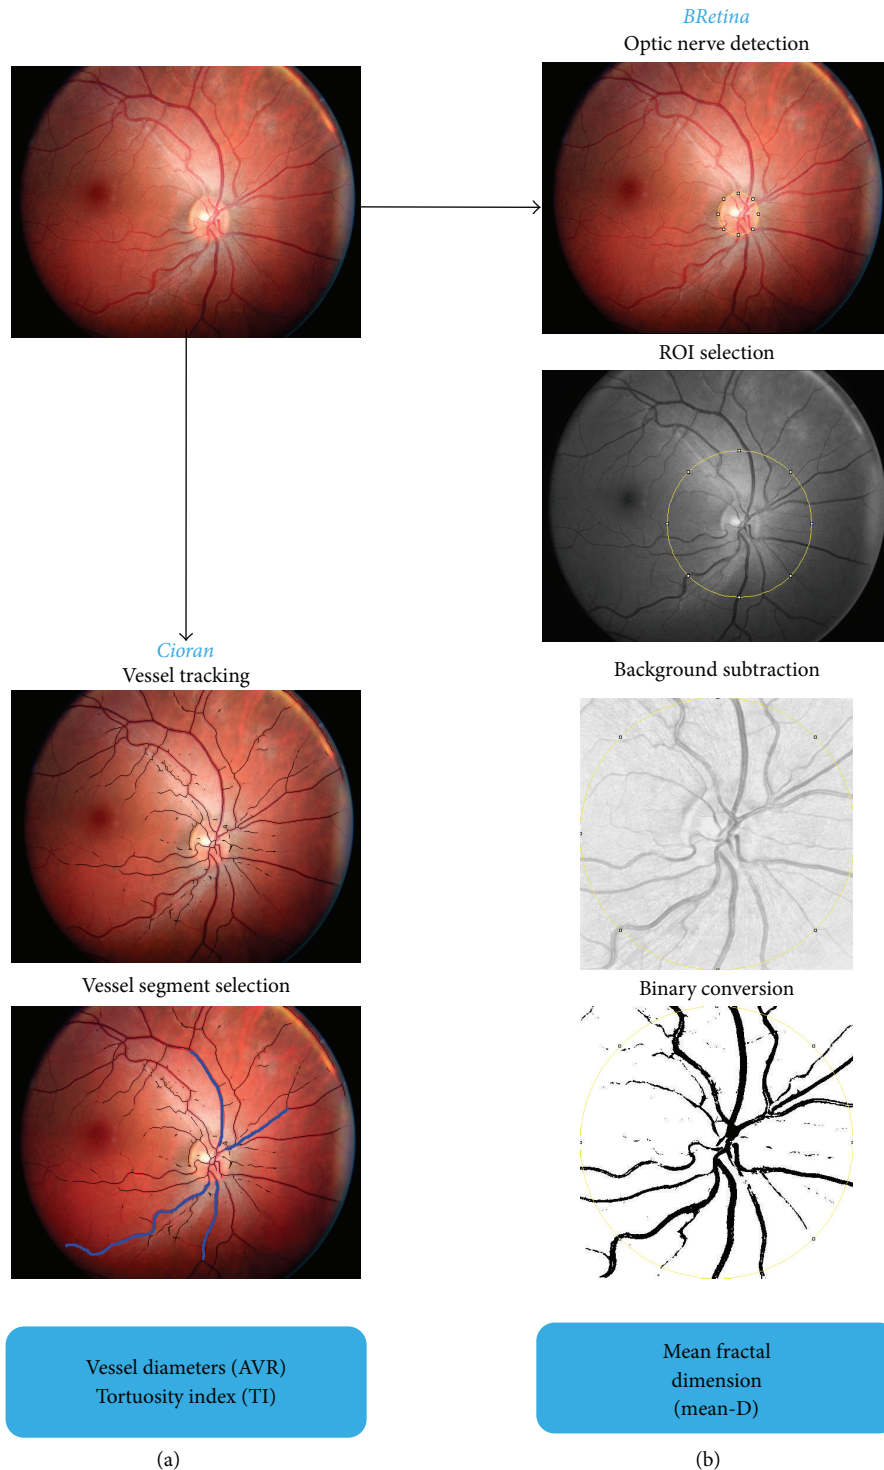 BRetina
Optic nerve detection
ROI selection
Cioran
Vessel tracking
Background subtraction
Vessel segment selection
Binary conversion
Vessel diameters (AVR)
Tortuosity index (TI)
Mean fractal
dimension
(mean-D)
(a)
(b)